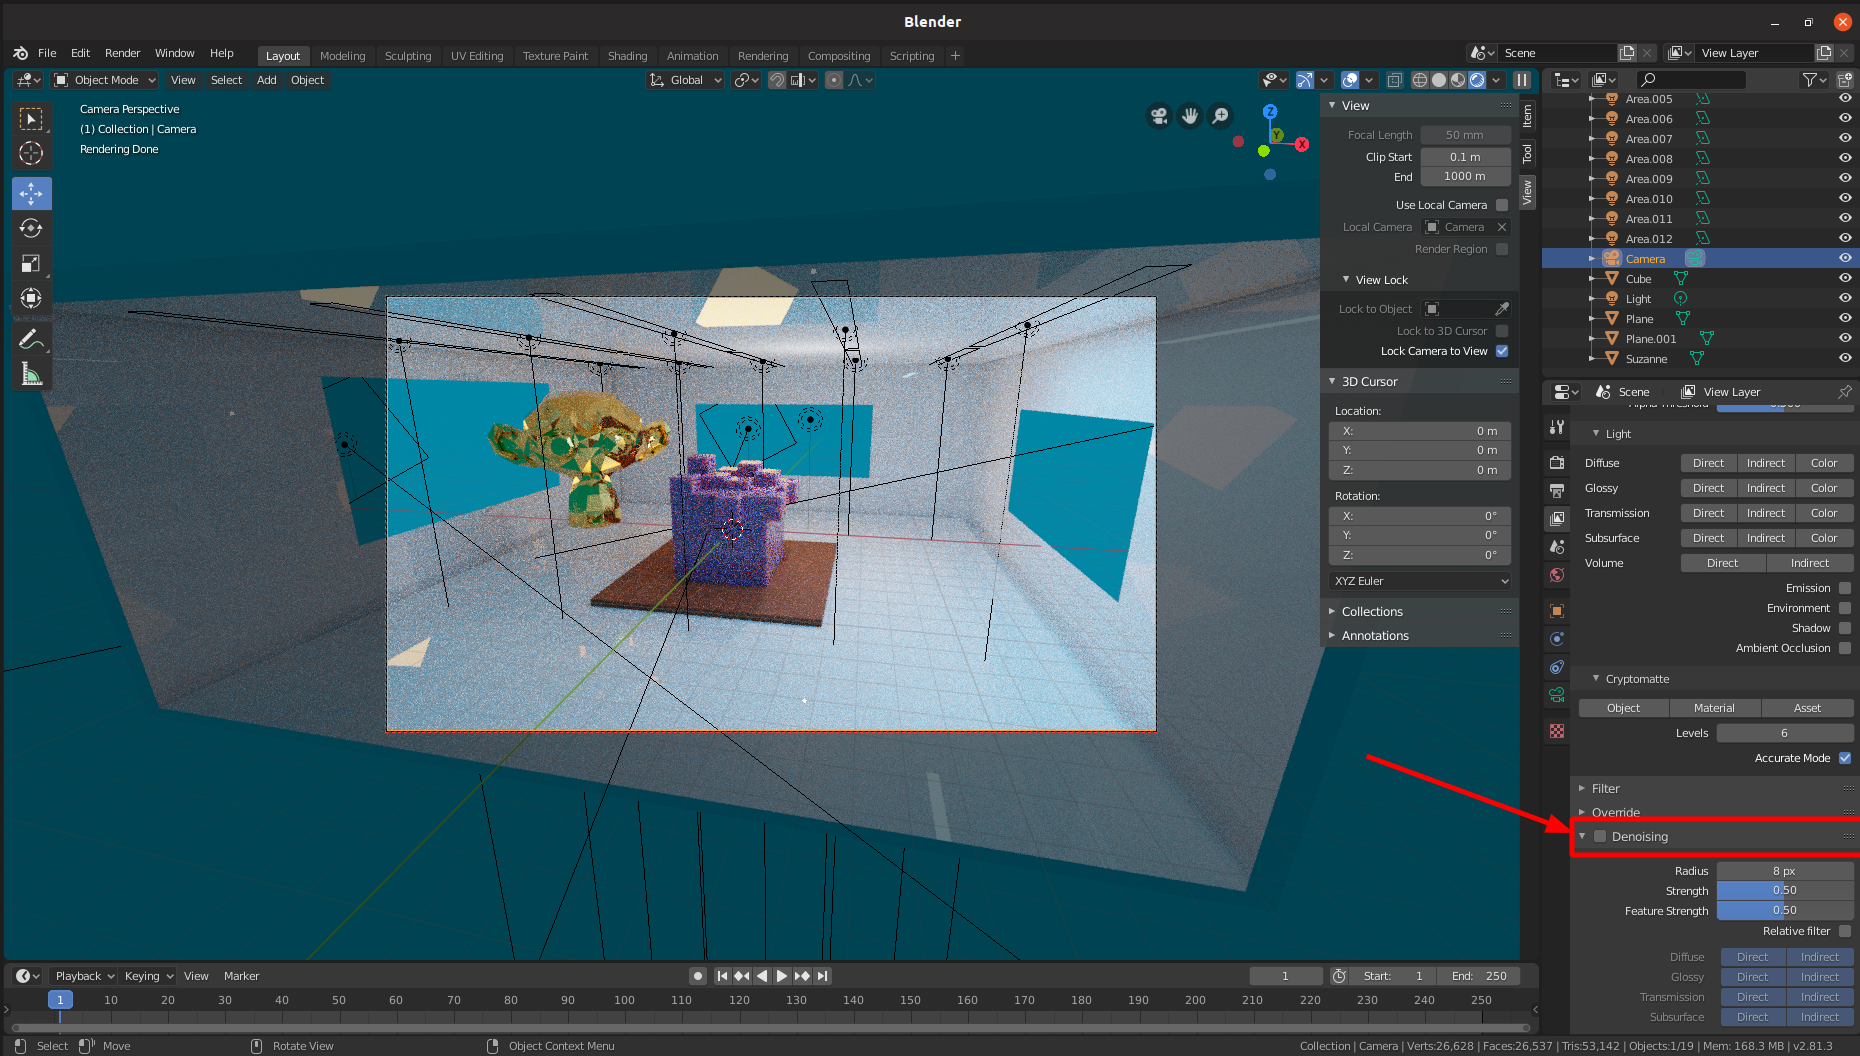 Blender
File Edit Render Window Help Layout Modeling Sculpting UV Editing Texture Paint Shading Animation Rendering Compositing Scripting + Scene View Layer
Object Mode View Select Add Object Global
Camera Perspective
(1) Collection | Camera
Rendering Done
Z
Y
X
View
Focal Length 50 mm
Clip Start 0.1 m
End 1000 m
Use Local Camera
Local Camera Camera
Render Region
View Lock
Lock to Object
Lock to 3D Cursor
Lock Camera to View
3D Cursor
Location:
X: 0 m
Y: 0 m
Z: 0 m
Rotation:
X: 0°
Y: 0°
Z: 0°
XYZ Euler
Collections
Annotations
Item
Tool
View
Area.005
Area.006
Area.007
Area.008
Area.009
Area.010
Area.011
Area.012
Camera
Cube
Light
Plane
Plane.001
Suzanne
Scene View Layer
Light
Diffuse Direct Indirect Color
Glossy Direct Indirect Color
Transmission Direct Indirect Color
Subsurface Direct Indirect Color
Volume Direct Indirect
Emission
Environment
Shadow
Ambient Occlusion
Cryptomatte
Object Material Asset
Levels 6
Accurate Mode
Filter
Override
Denoising
Radius 8 px
Strength 0.50
Feature Strength 0.50
Relative filter
Diffuse Direct Indirect
Glossy Direct Indirect
Transmission Direct Indirect
Subsurface Direct Indirect
Playback Keying View Marker 1 Start: 1 End: 250
1 10 20 30 40 50 60 70 80 90 100 110 120 130 140 150 160 170 180 190 200 210 220 230 240 250
Select Move Rotate View Object Context Menu Collection | Camera | Verts:26,628 | Faces:26,537 | Tris:53,142 | Objects:1/19 | Mem: 168.3 MB | v2.81.3